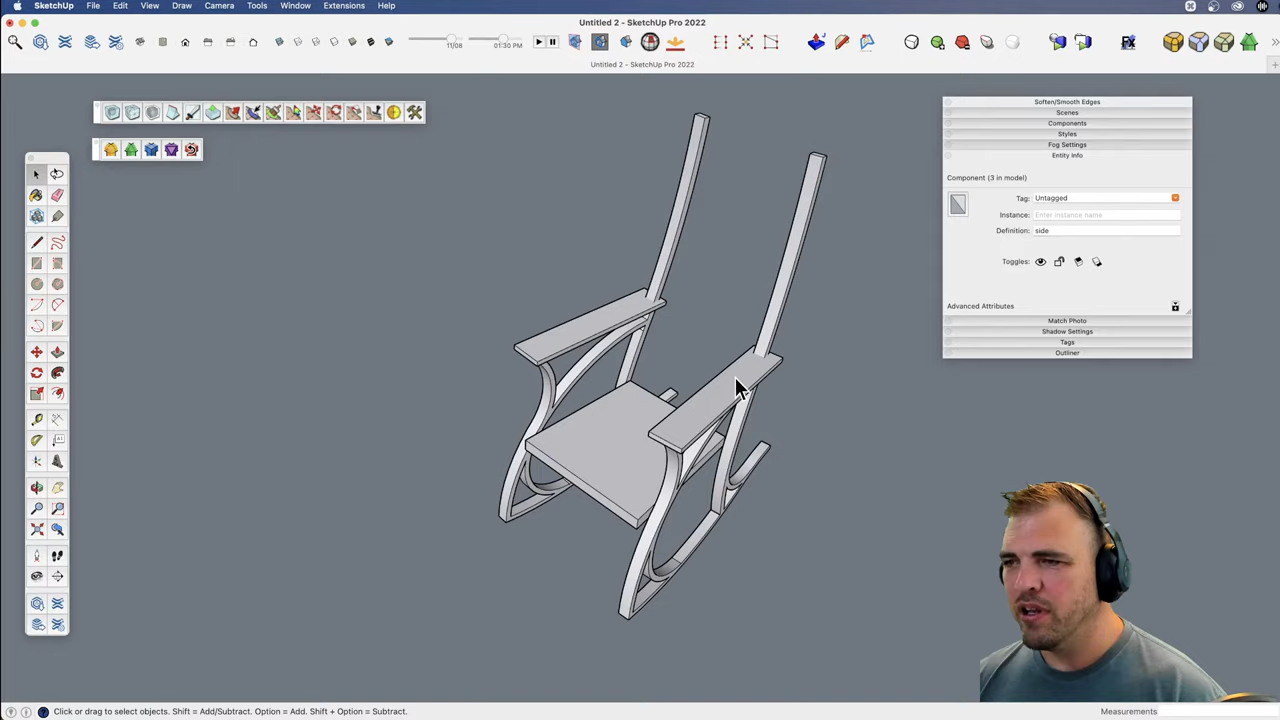 SketchUp File Edit View Draw Camera Tools Window Extensions Help
Untitled 2 - SketchUp Pro 2022
11/08 01:30 PM
Untitled 2 - SketchUp Pro 2022
Soften/Smooth Edges
Scenes
Components
Styles
Fog Settings
Entity Info
Component (3 in model)
Tag: Untagged
Instance: Enter instance name
Definition: side
Toggles:
Advanced Attributes
Match Photo
Shadow Settings
Tags
Outliner
Click or drag to select objects. Shift = Add/Subtract. Option = Add. Shift + Option = Subtract. Measurements